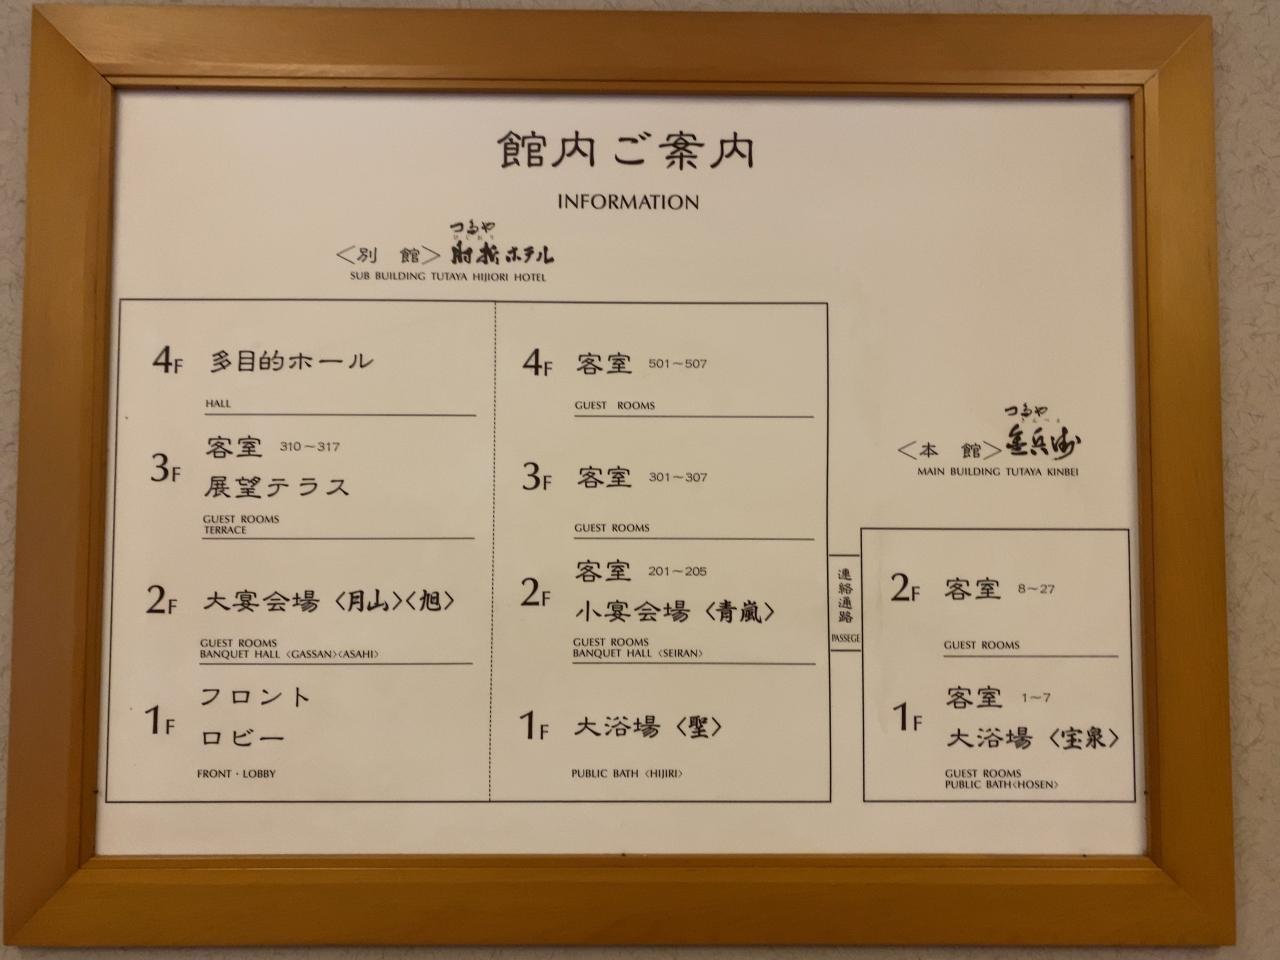 館内ご案内
INFORMATION
つるや
<別 館> 肘折ホテル
SUB BUILDING TUTAYA HIJIORI HOTEL
4F 多目的ホール
HALL
3F 客室 310~317
展望テラス
GUEST ROOMS
TERRACE
2F 大宴会場 〈月山〉〈旭〉
GUEST ROOMS
BANQUET HALL 〈GASSAN〉〈ASAHI〉
1F フロント
ロビー
FRONT・LOBBY
4F 客室 501~507
GUEST ROOMS
3F 客室 301~307
GUEST ROOMS
2F 客室 201~205
小宴会場 〈青嵐〉
GUEST ROOMS
BANQUET HALL 〈SEIRAN〉
1F 大浴場 〈聖〉
PUBLIC BATH 〈HIJIRI〉
連絡通路
PASSEGE
つるや
きんべえ
<本 館> 金兵衛
MAIN BUILDING TUTAYA KINBEI
2F 客室 8~27
GUEST ROOMS
1F 客室 1~7
大浴場 〈宝泉〉
GUEST ROOMS
PUBLIC BATH〈HOSEN〉